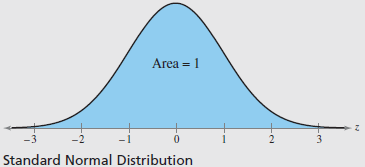 Area = 1
-3 -2 -1 0 1 2 3 z
Standard Normal Distribution